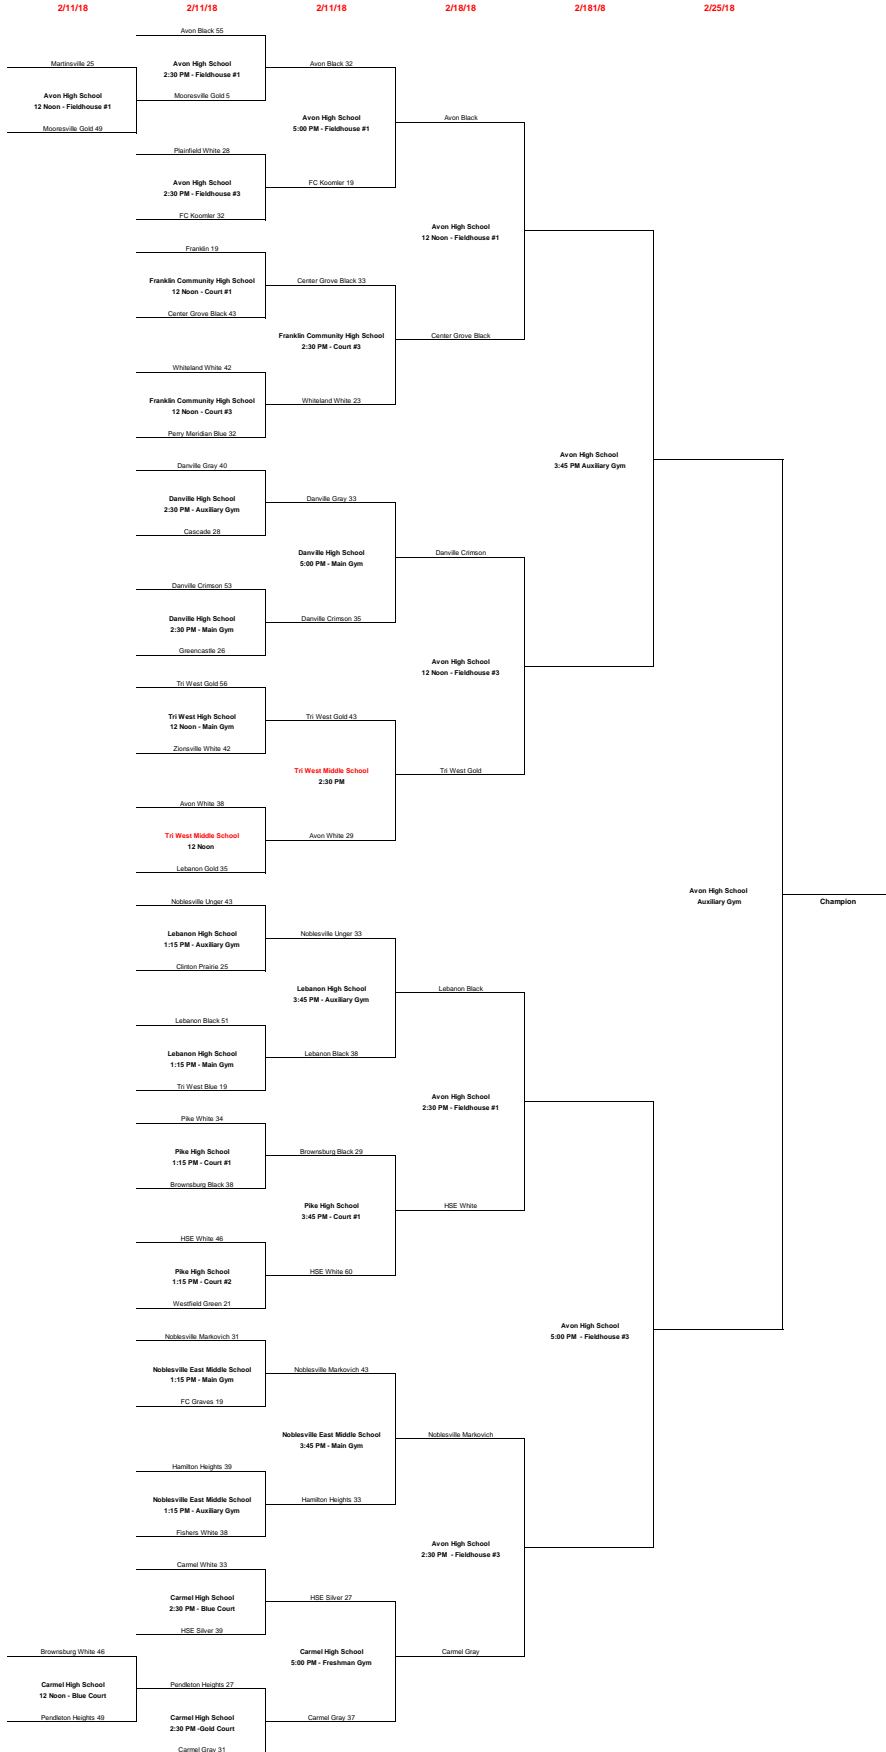 2/11/18
2/11/18
2/11/18
2/18/18
2/181/8
2/25/18
Avon Black 55
Martinsville 25
Avon High School
2:30 PM - Fieldhouse #1
Avon Black 32
Avon High School
12 Noon - Fieldhouse #1
Mooresville Gold 5
Mooresville Gold 49
Avon High School
5:00 PM - Fieldhouse #1
Avon Black
Plainfield White 28
Avon High School
2:30 PM - Fieldhouse #3
FC Koomler 19
FC Koomler 32
Avon High School
12 Noon - Fieldhouse #1
Franklin 19
Franklin Community High School
12 Noon - Court #1
Center Grove Black 33
Center Grove Black 43
Franklin Community High School
2:30 PM - Court #3
Center Grove Black
Whiteland White 42
Franklin Community High School
12 Noon - Court #3
Whiteland White 23
Perry Meridian Blue 32
Avon High School
3:45 PM Auxiliary Gym
Danville Gray 40
Danville High School
2:30 PM - Auxiliary Gym
Danville Gray 33
Cascade 28
Danville High School
5:00 PM - Main Gym
Danville Crimson
Danville Crimson 53
Danville High School
2:30 PM - Main Gym
Danville Crimson 35
Greencastle 26
Avon High School
12 Noon - Fieldhouse #3
Tri West Gold 56
Tri West High School
12 Noon - Main Gym
Tri West Gold 43
Zionsville White 42
Tri West Middle School
2:30 PM
Tri West Gold
Avon White 38
Tri West Middle School
12 Noon
Avon White 29
Lebanon Gold 35
Avon High School
Auxiliary Gym
Champion
Noblesville Unger 43
Lebanon High School
1:15 PM - Auxiliary Gym
Noblesville Unger 33
Clinton Prairie 25
Lebanon High School
3:45 PM - Auxiliary Gym
Lebanon Black
Lebanon Black 51
Lebanon High School
1:15 PM - Main Gym
Lebanon Black 38
Tri West Blue 19
Avon High School
2:30 PM - Fieldhouse #1
Pike White 34
Pike High School
1:15 PM - Court #1
Brownsburg Black 29
Brownsburg Black 38
Pike High School
3:45 PM - Court #1
HSE White
HSE White 46
Pike High School
1:15 PM - Court #2
HSE White 60
Westfield Green 21
Avon High School
5:00 PM - Fieldhouse #3
Noblesville Markovich 31
Noblesville East Middle School
1:15 PM - Main Gym
Noblesville Markovich 43
FC Graves 19
Noblesville East Middle School
3:45 PM - Main Gym
Noblesville Markovich
Hamilton Heights 39
Noblesville East Middle School
1:15 PM - Auxiliary Gym
Hamilton Heights 33
Fishers White 38
Avon High School
2:30 PM - Fieldhouse #3
Carmel White 33
Carmel High School
2:30 PM - Blue Court
HSE Silver 27
HSE Silver 39
Carmel High School
5:00 PM - Freshman Gym
Carmel Gray
Brownsburg White 46
Carmel High School
12 Noon - Blue Court
Pendleton Heights 27
Pendleton Heights 49
Carmel High School
2:30 PM -Gold Court
Carmel Gray 37
Carmel Gray 31